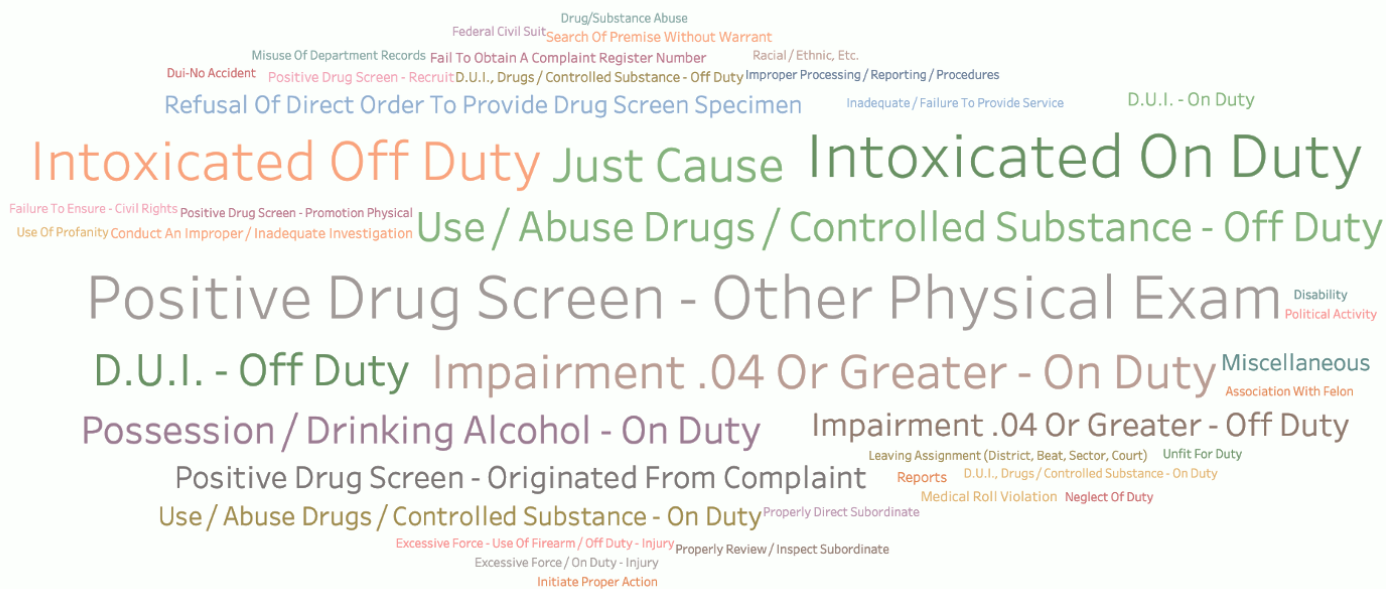 Drug/Substance Abuse
Federal Civil Suit Search Of Premise Without Warrant
Misuse Of Department Records Fail To Obtain A Complaint Register Number Racial / Ethnic, Etc.
Dui-No Accident Positive Drug Screen - Recruit D.U.I., Drugs / Controlled Substance - Off Duty Improper Processing / Reporting / Procedures
Refusal Of Direct Order To Provide Drug Screen Specimen Inadequate / Failure To Provide Service D.U.I. - On Duty
Intoxicated Off Duty Just Cause Intoxicated On Duty
Failure To Ensure - Civil Rights Positive Drug Screen - Promotion Physical
Use Of Profanity Conduct An Improper / Inadequate Investigation
Use / Abuse Drugs / Controlled Substance - Off Duty
Positive Drug Screen - Other Physical Exam
Disability
Political Activity
D.U.I. - Off Duty Impairment .04 Or Greater - On Duty Miscellaneous
Association With Felon
Possession / Drinking Alcohol - On Duty Impairment .04 Or Greater - Off Duty
Leaving Assignment (District, Beat, Sector, Court) Unfit For Duty
Positive Drug Screen - Originated From Complaint Reports D.U.I., Drugs / Controlled Substance - On Duty
Medical Roll Violation Neglect Of Duty
Use / Abuse Drugs / Controlled Substance - On Duty Properly Direct Subordinate
Excessive Force - Use Of Firearm / Off Duty - Injury Properly Review / Inspect Subordinate
Excessive Force / On Duty - Injury
Initiate Proper Action